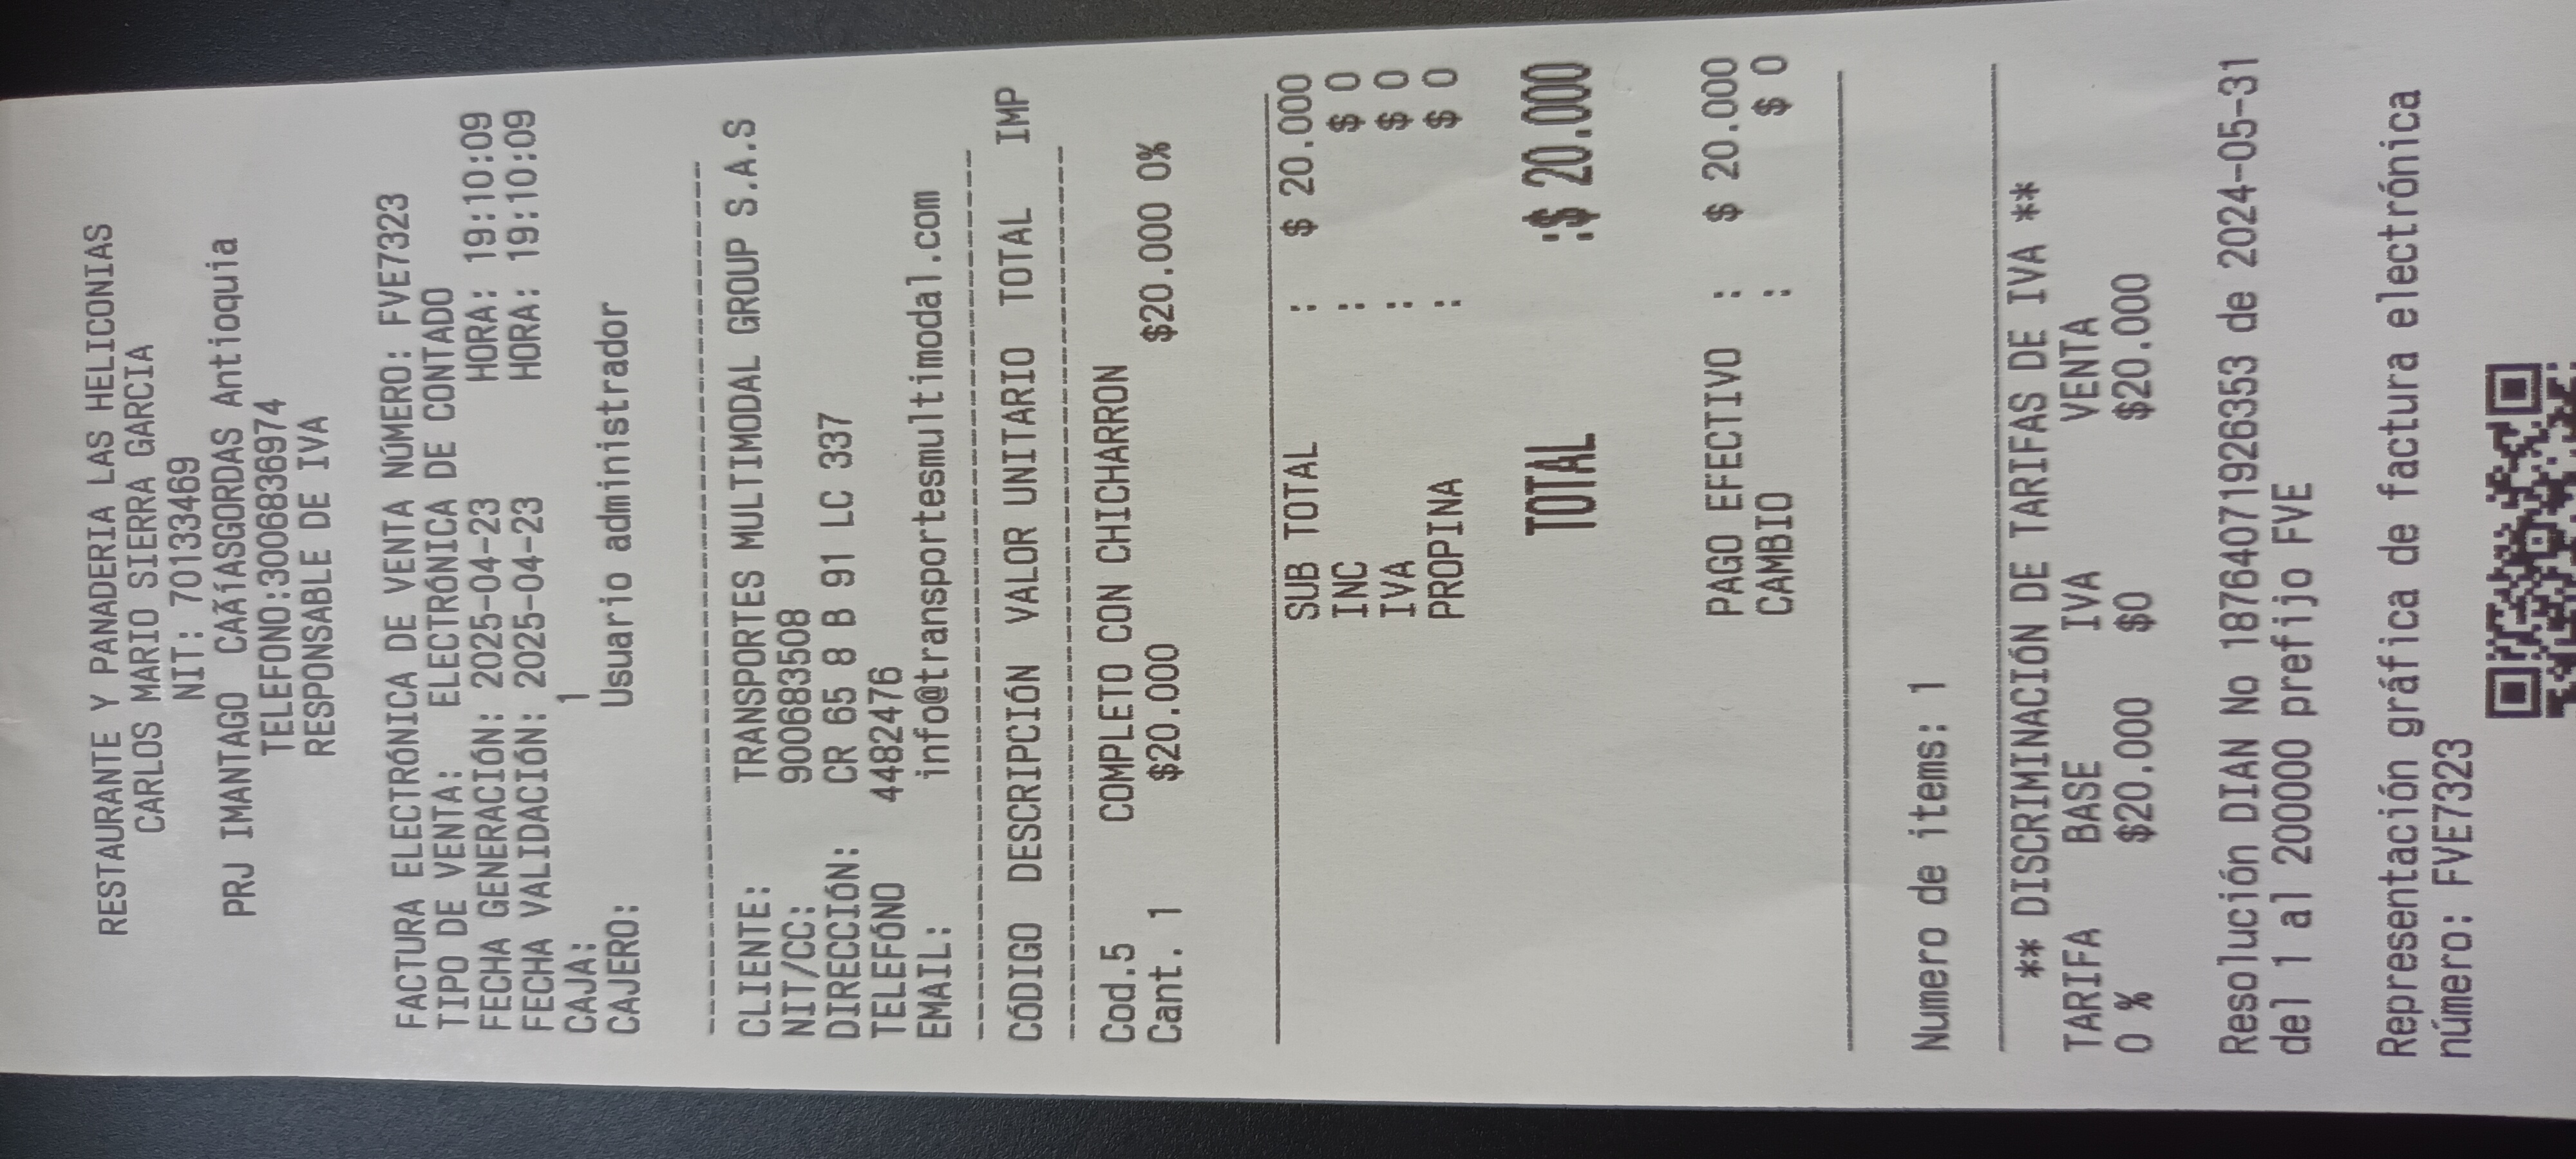 RESTAURANTE Y PANADERIA LAS HELICONIAS
CARLOS MARIO SIERRA GARCIA
NIT: 70133469
PRJ IMANTAGO CAÃ­ASGORDAS Antioquia
TELEFONO:3006836974
RESPONSABLE DE IVA
FACTURA ELECTRÓNICA DE VENTA NÚMERO: FVE7323
TIPO DE VENTA: ELECTRÓNICA DE CONTADO
FECHA GENERACIÓN: 2025-04-23 HORA: 19:10:09
FECHA VALIDACIÓN: 2025-04-23 HORA: 19:10:09
CAJA: 1
CAJERO: Usuario administrador
CLIENTE: TRANSPORTES MULTIMODAL GROUP S.A.S
NIT/CC: 900683508
DIRECCIÓN: CR 65 8 B 91 LC 337
TELEFÓNO 4482476
EMAIL: info@transportesmultimodal.com
CÓDIGO DESCRIPCIÓN VALOR UNITARIO TOTAL IMP
Cod.5 COMPLETO CON CHICHARRON
Cant. 1 $20.000 $20.000 0%
SUB TOTAL : $ 20.000
INC : $ 0
IVA : $ 0
PROPINA : $ 0
TOTAL :$ 20.000
PAGO EFECTIVO : $ 20.000
CAMBIO : $ 0
Numero de items: 1
** DISCRIMINACIÓN DE TARIFAS DE IVA **
TARIFA BASE IVA VENTA
0 % $20.000 $0 $20.000
Resolución DIAN No 18764071926353 de 2024-05-31
del 1 al 200000 prefijo FVE
Representación gráfica de factura electrónica
número: FVE7323